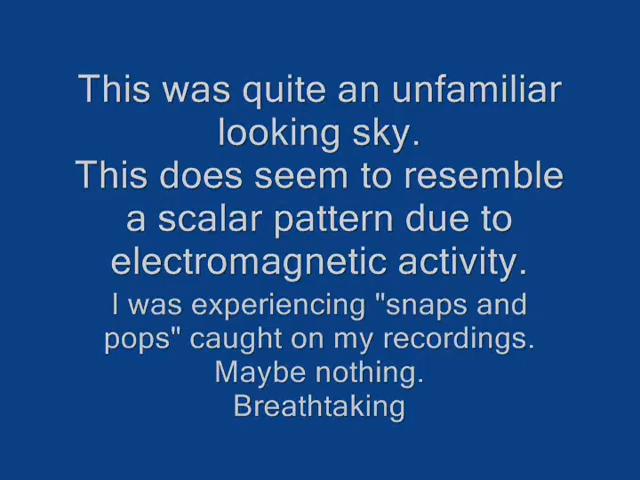 This was quite an unfamiliar
looking sky.
This does seem to resemble
a scalar pattern due to
electromagnetic activity.
I was experiencing "snaps and
pops" caught on my recordings.
Maybe nothing.
Breathtaking